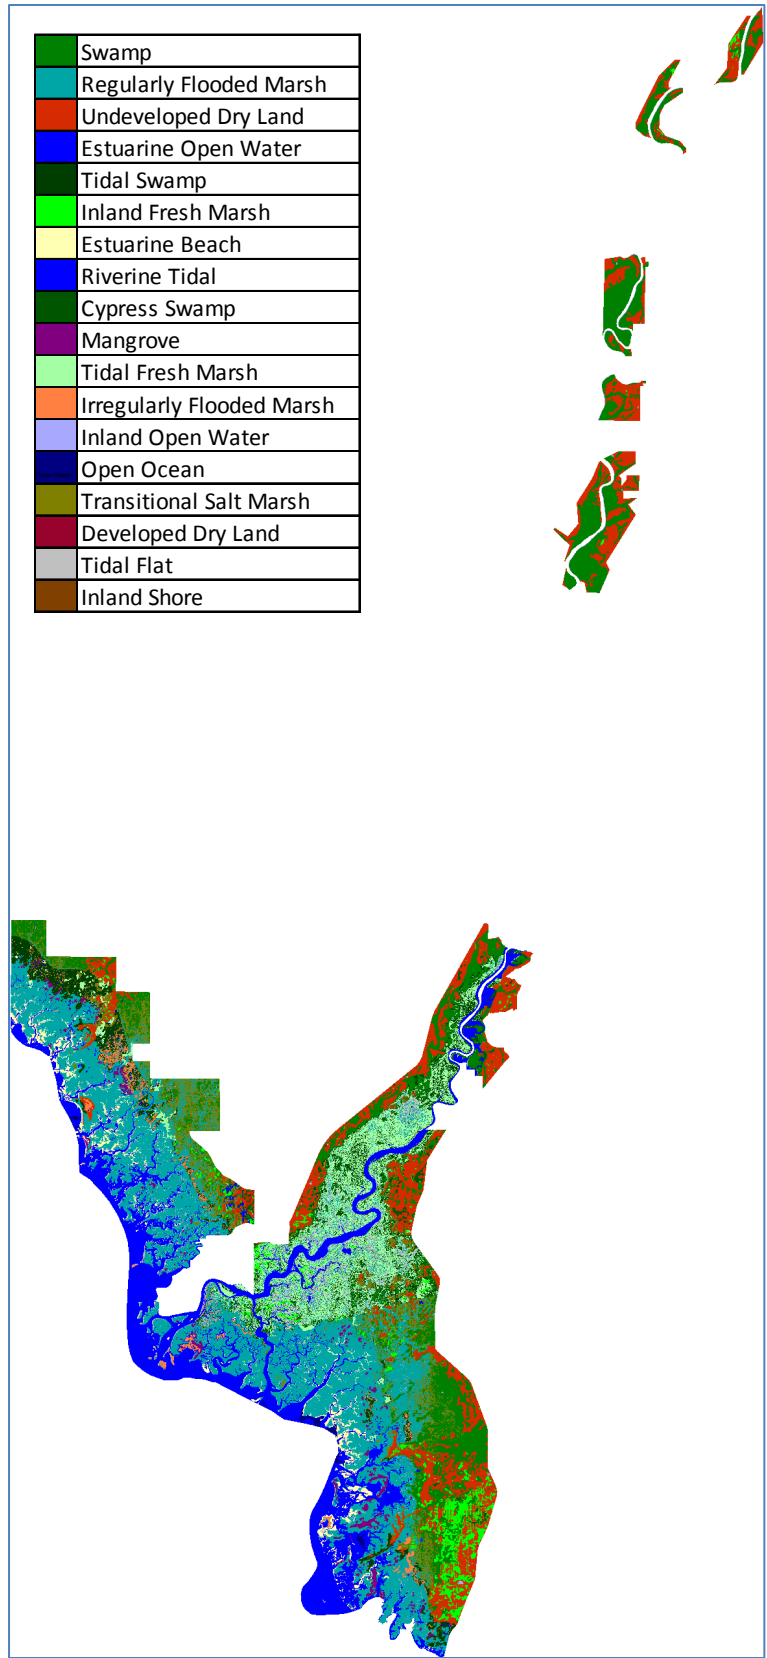 Swamp
Regularly Flooded Marsh
Undeveloped Dry Land
Estuarine Open Water
Tidal Swamp
Inland Fresh Marsh
Estuarine Beach
Riverine Tidal
Cypress Swamp
Mangrove
Tidal Fresh Marsh
Irregularly Flooded Marsh
Inland Open Water
Open Ocean
Transitional Salt Marsh
Developed Dry Land
Tidal Flat
Inland Shore